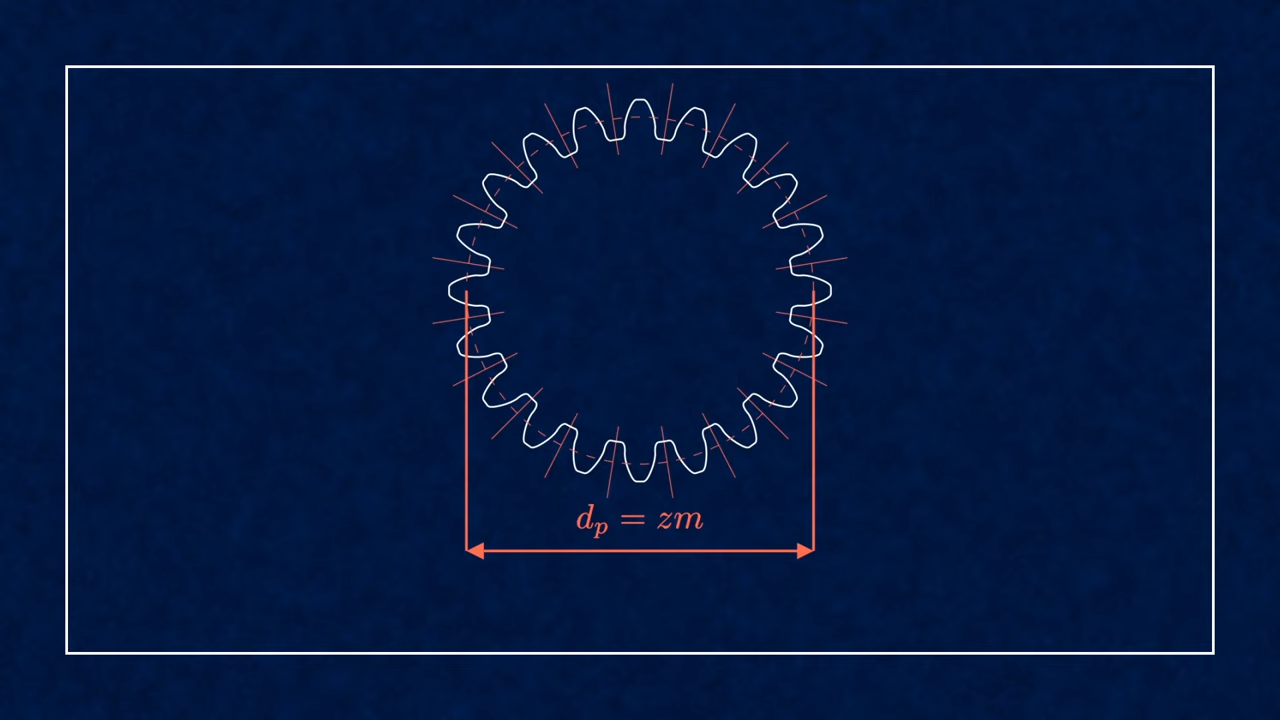 d_p = zm